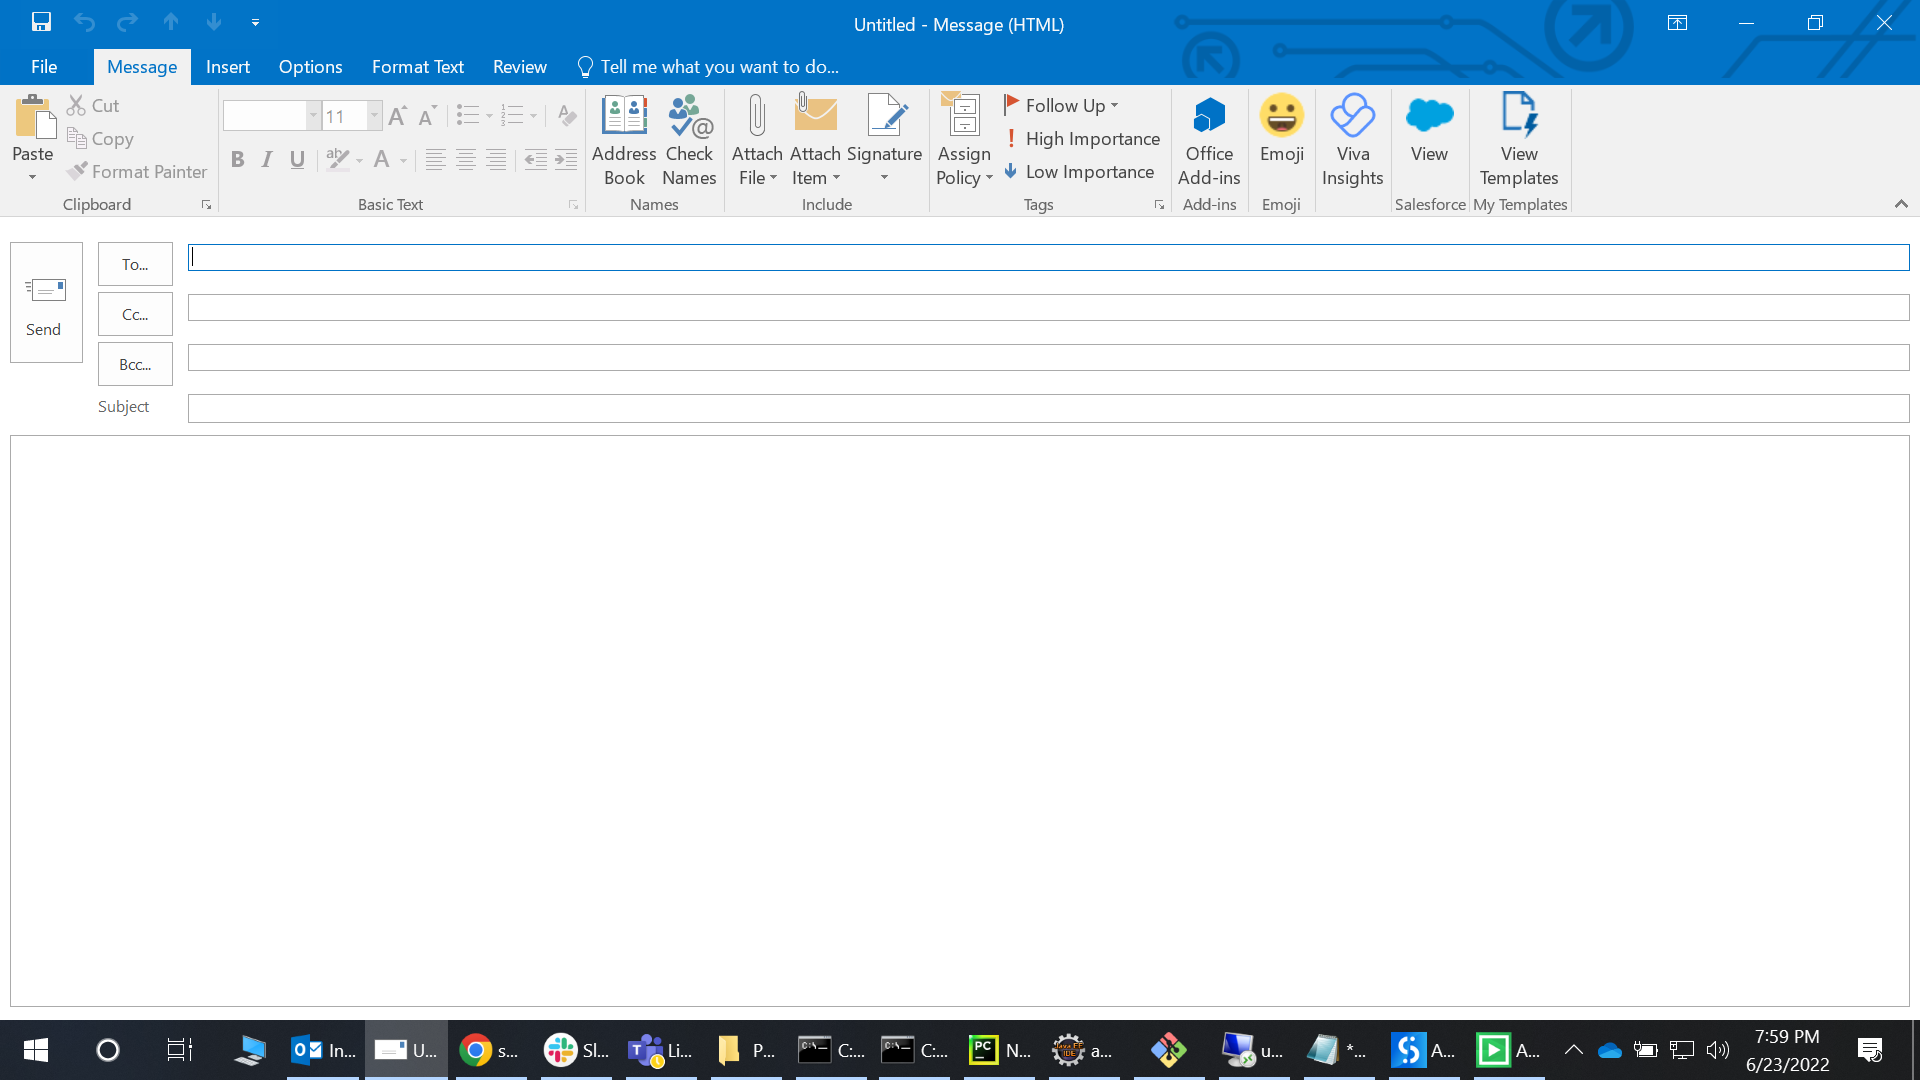 Untitled - Message (HTML)
File Message Insert Options Format Text Review Tell me what you want to do...
Paste
Cut
Copy
Format Painter
Clipboard
11
B I U
Basic Text
Address Book
Check Names
Names
Attach File
Attach Item
Signature
Include
Assign Policy
Follow Up
High Importance
Low Importance
Tags
Office Add-ins
Add-ins
Emoji
Emoji
Viva Insights
View
Salesforce
View Templates
My Templates
Send
To...
Cc...
Bcc...
Subject
In... U... s... Sl... Li... P... C:... C:... N... a... u... *... A... A...
7:59 PM
6/23/2022